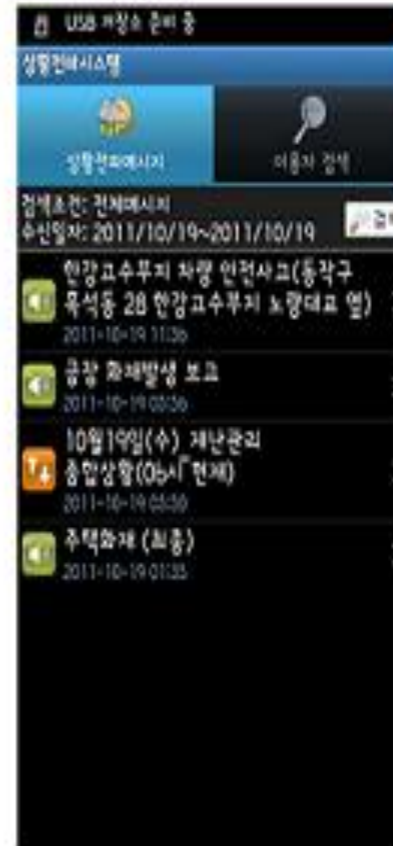 USB 저장소 준비 중
상황전파시스템
상황전파메시지
이용자 검색
검색조건: 전체메시지
수신일자: 2011/10/19~2011/10/19
한강고수부지 차량 인전사고(동작구
흑석동 28 한강고수부지 노량대교 옆)
2011-10-19 11:36
공장 화재발생 보고
2011-10-19
10월19일(수) 재난관리
종합상황(06시 현재)
2011-10-19
주택화재 (최종)
2011-10-19